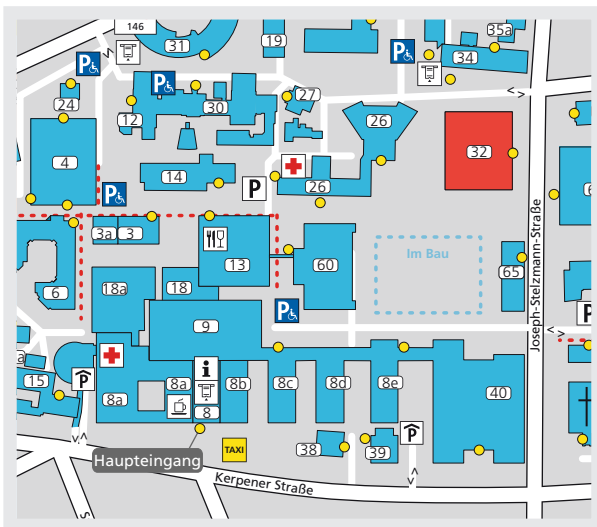 146
31
19
35a
34
24
12
30
27
26
32
4
14
26
P
3a
3
13
60
Im Bau
65
6
18a
18
9
8a
8a
8b
8c
8d
8e
40
8
i
15
P
P
38
39
TAXI
Haupteingang
Kerpener Straße
Joseph-Stelzmann-Straße